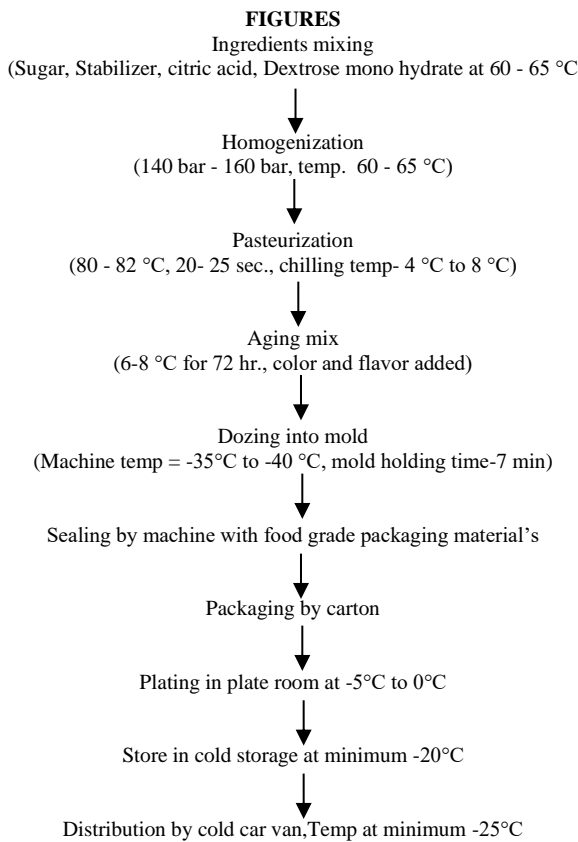 FIGURES
Ingredients mixing
(Sugar, Stabilizer, citric acid, Dextrose mono hydrate at 60 - 65 °C
Homogenization
(140 bar - 160 bar, temp. 60 - 65 °C)
Pasteurization
(80 - 82 °C, 20- 25 sec., chilling temp- 4 °C to 8 °C)
Aging mix
(6-8 °C for 72 hr., color and flavor added)
Dozing into mold
(Machine temp = -35°C to -40 °C, mold holding time-7 min)
Sealing by machine with food grade packaging material’s
Packaging by carton
Plating in plate room at -5°C to 0°C
Store in cold storage at minimum -20°C
Distribution by cold car van,Temp at minimum -25°C